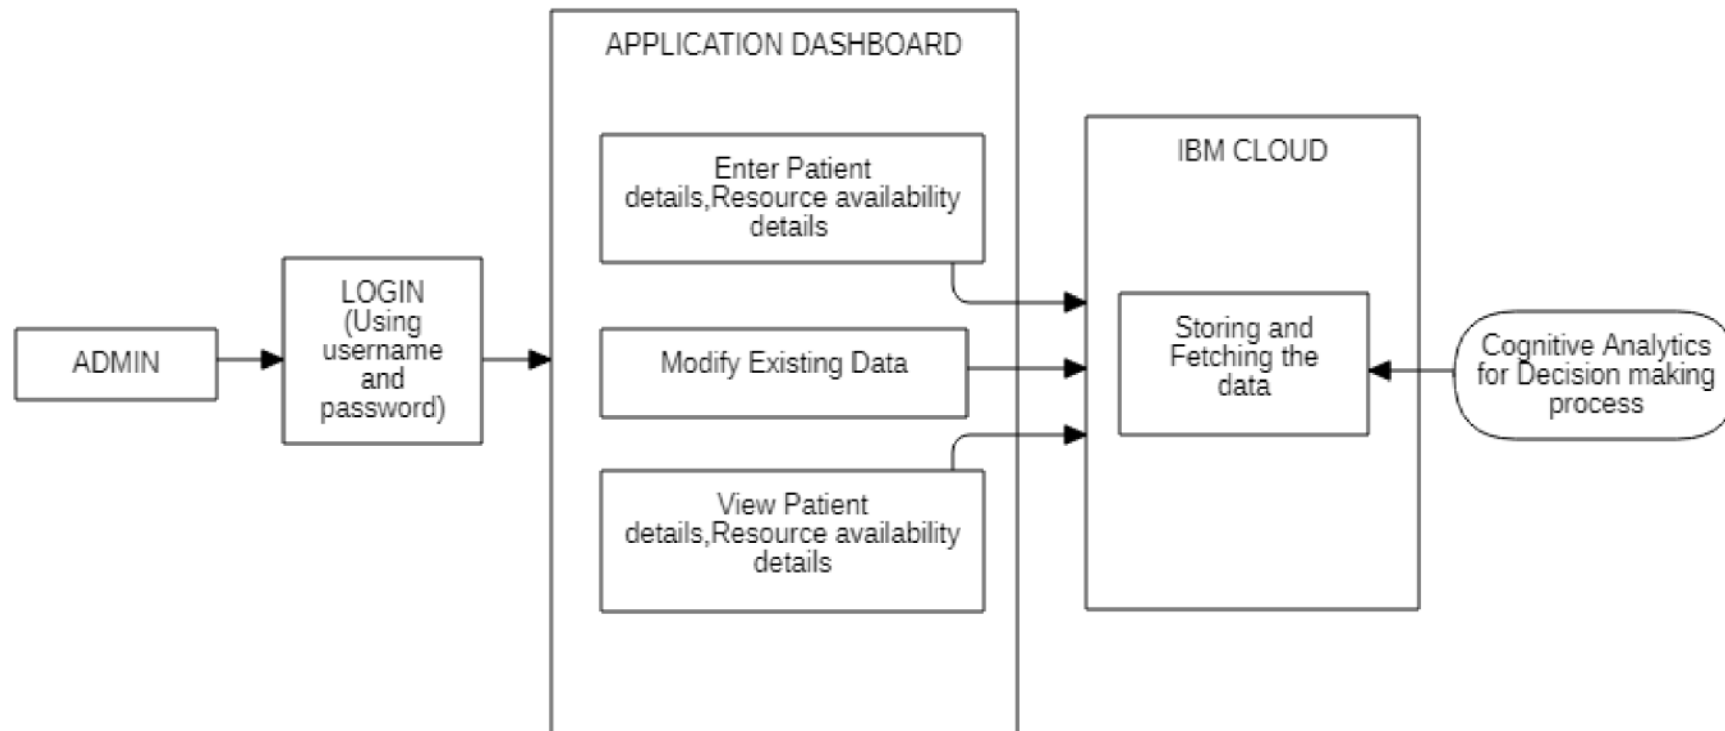 ADMIN
LOGIN
(Using
username
and
password)
APPLICATION DASHBOARD
Enter Patient
details,Resource availability
details
Modify Existing Data
View Patient
details,Resource availability
details
IBM CLOUD
Storing and
Fetching the
data
Cognitive Analytics
for Decision making
process